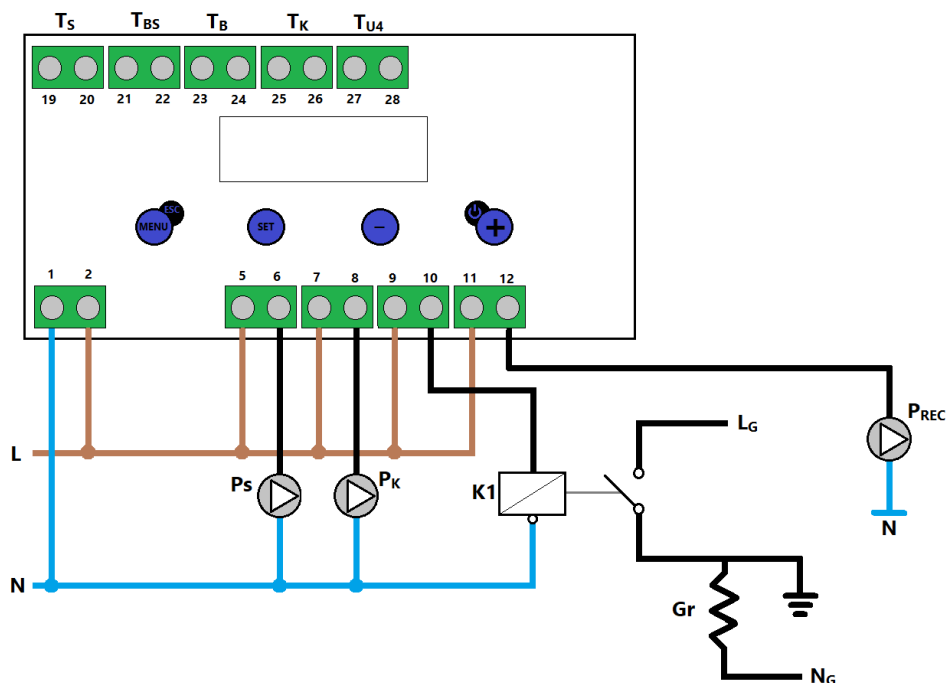 TS TBS TB TK TU4
19 20 21 22 23 24 25 26 27 28
ESC
MENU SET − +
1 2 5 6 7 8 9 10 11 12
PREC
LG
L
Ps PK K1
N
N
Gr
NG